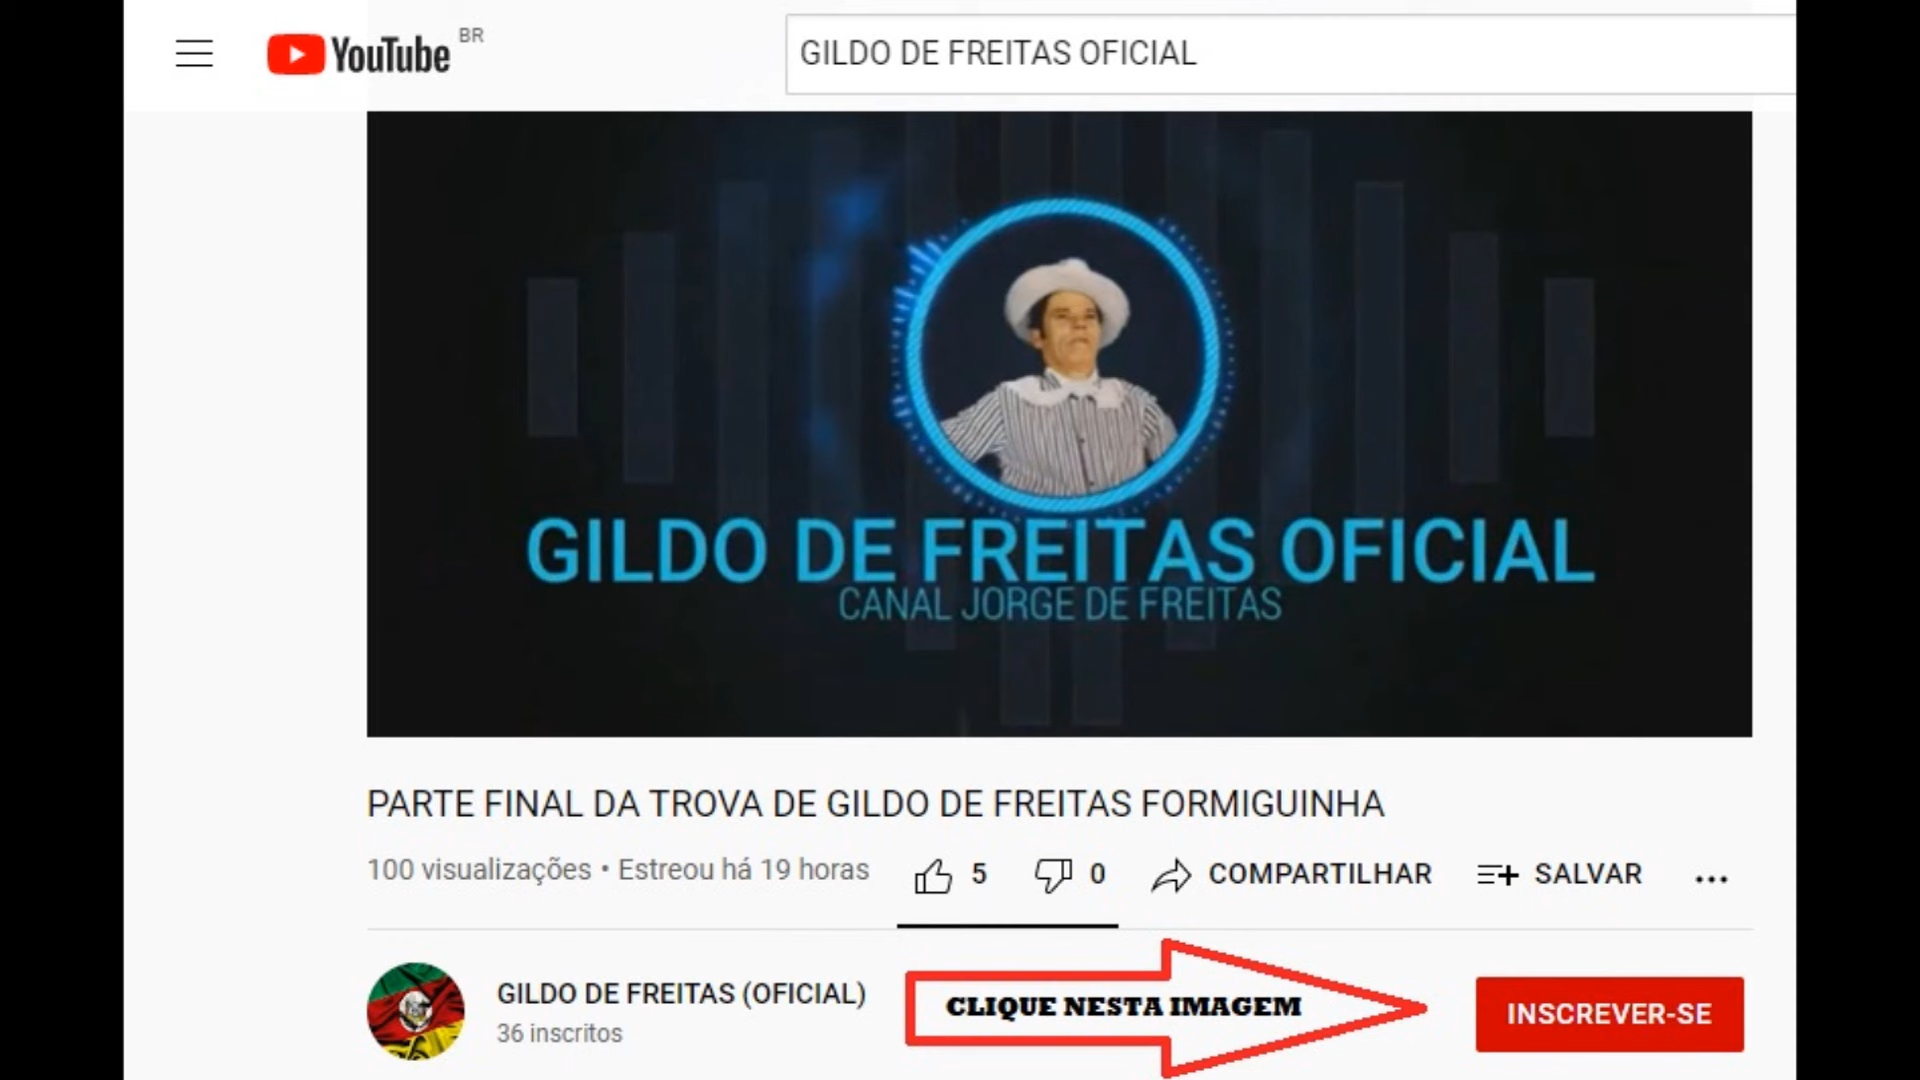 YouTube BR
GILDO DE FREITAS OFICIAL
GILDO DE FREITAS OFICIAL
CANAL JORGE DE FREITAS
PARTE FINAL DA TROVA DE GILDO DE FREITAS FORMIGUINHA
100 visualizações • Estreou há 19 horas
5
0
COMPARTILHAR
SALVAR
GILDO DE FREITAS (OFICIAL)
36 inscritos
CLIQUE NESTA IMAGEM
INSCREVER-SE